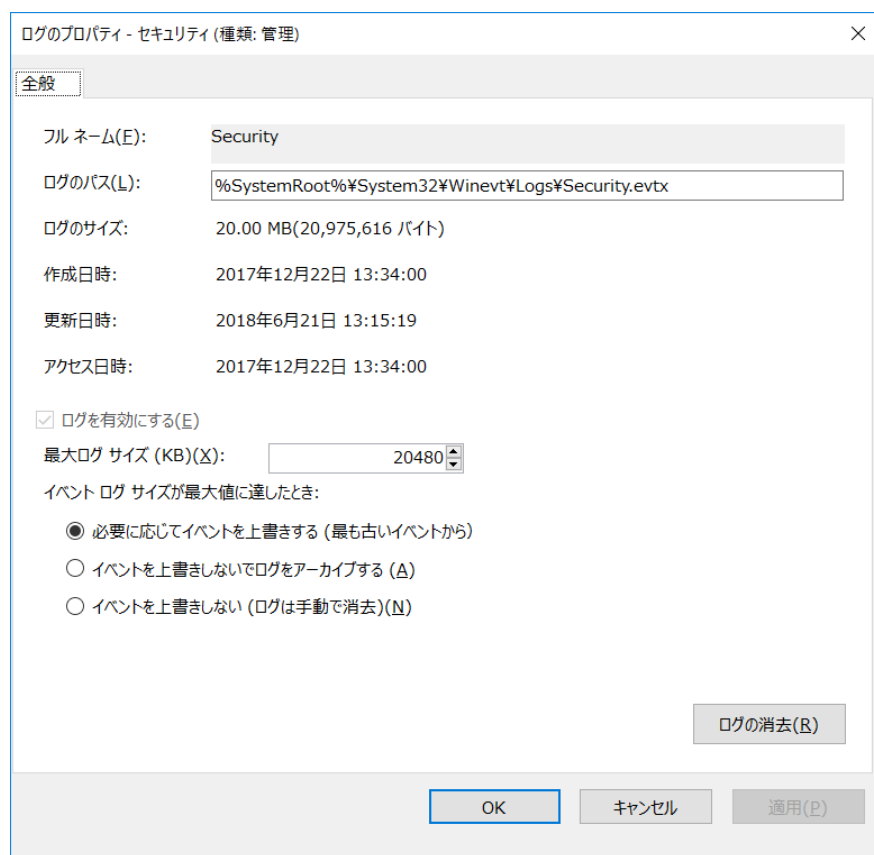 ログのプロパティ - セキュリティ (種類: 管理)
全般
フル ネーム(F): Security
ログのパス(L): %SystemRoot%¥System32¥Winevt¥Logs¥Security.evtx
ログのサイズ: 20.00 MB(20,975,616 バイト)
作成日時: 2017年12月22日 13:34:00
更新日時: 2018年6月21日 13:15:19
アクセス日時: 2017年12月22日 13:34:00
ログを有効にする(E)
最大ログ サイズ (KB)(X): 20480
イベント ログ サイズが最大値に達したとき:
必要に応じてイベントを上書きする (最も古いイベントから)
イベントを上書きしないでログをアーカイブする (A)
イベントを上書きしない (ログは手動で消去)(N)
ログの消去(R)
OK キャンセル 適用(P)